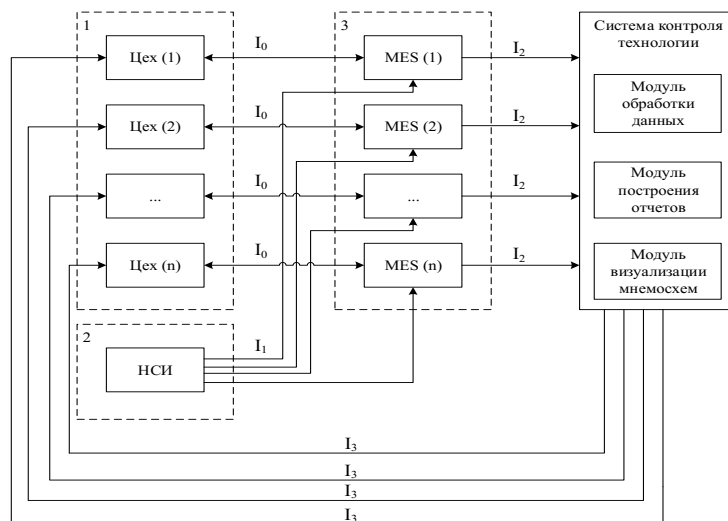 1
Цех (1)
I₀
3
MES (1)
I₂
Система контроля
технологии
Модуль
обработки
данных
Цех (2)
I₀
MES (2)
I₂
...
I₀
...
I₂
Модуль
построения
отчетов
Цех (n)
I₀
MES (n)
I₂
Модуль
визуализации
мнемосхем
2
НСИ
I₁
I₃
I₃
I₃
I₃